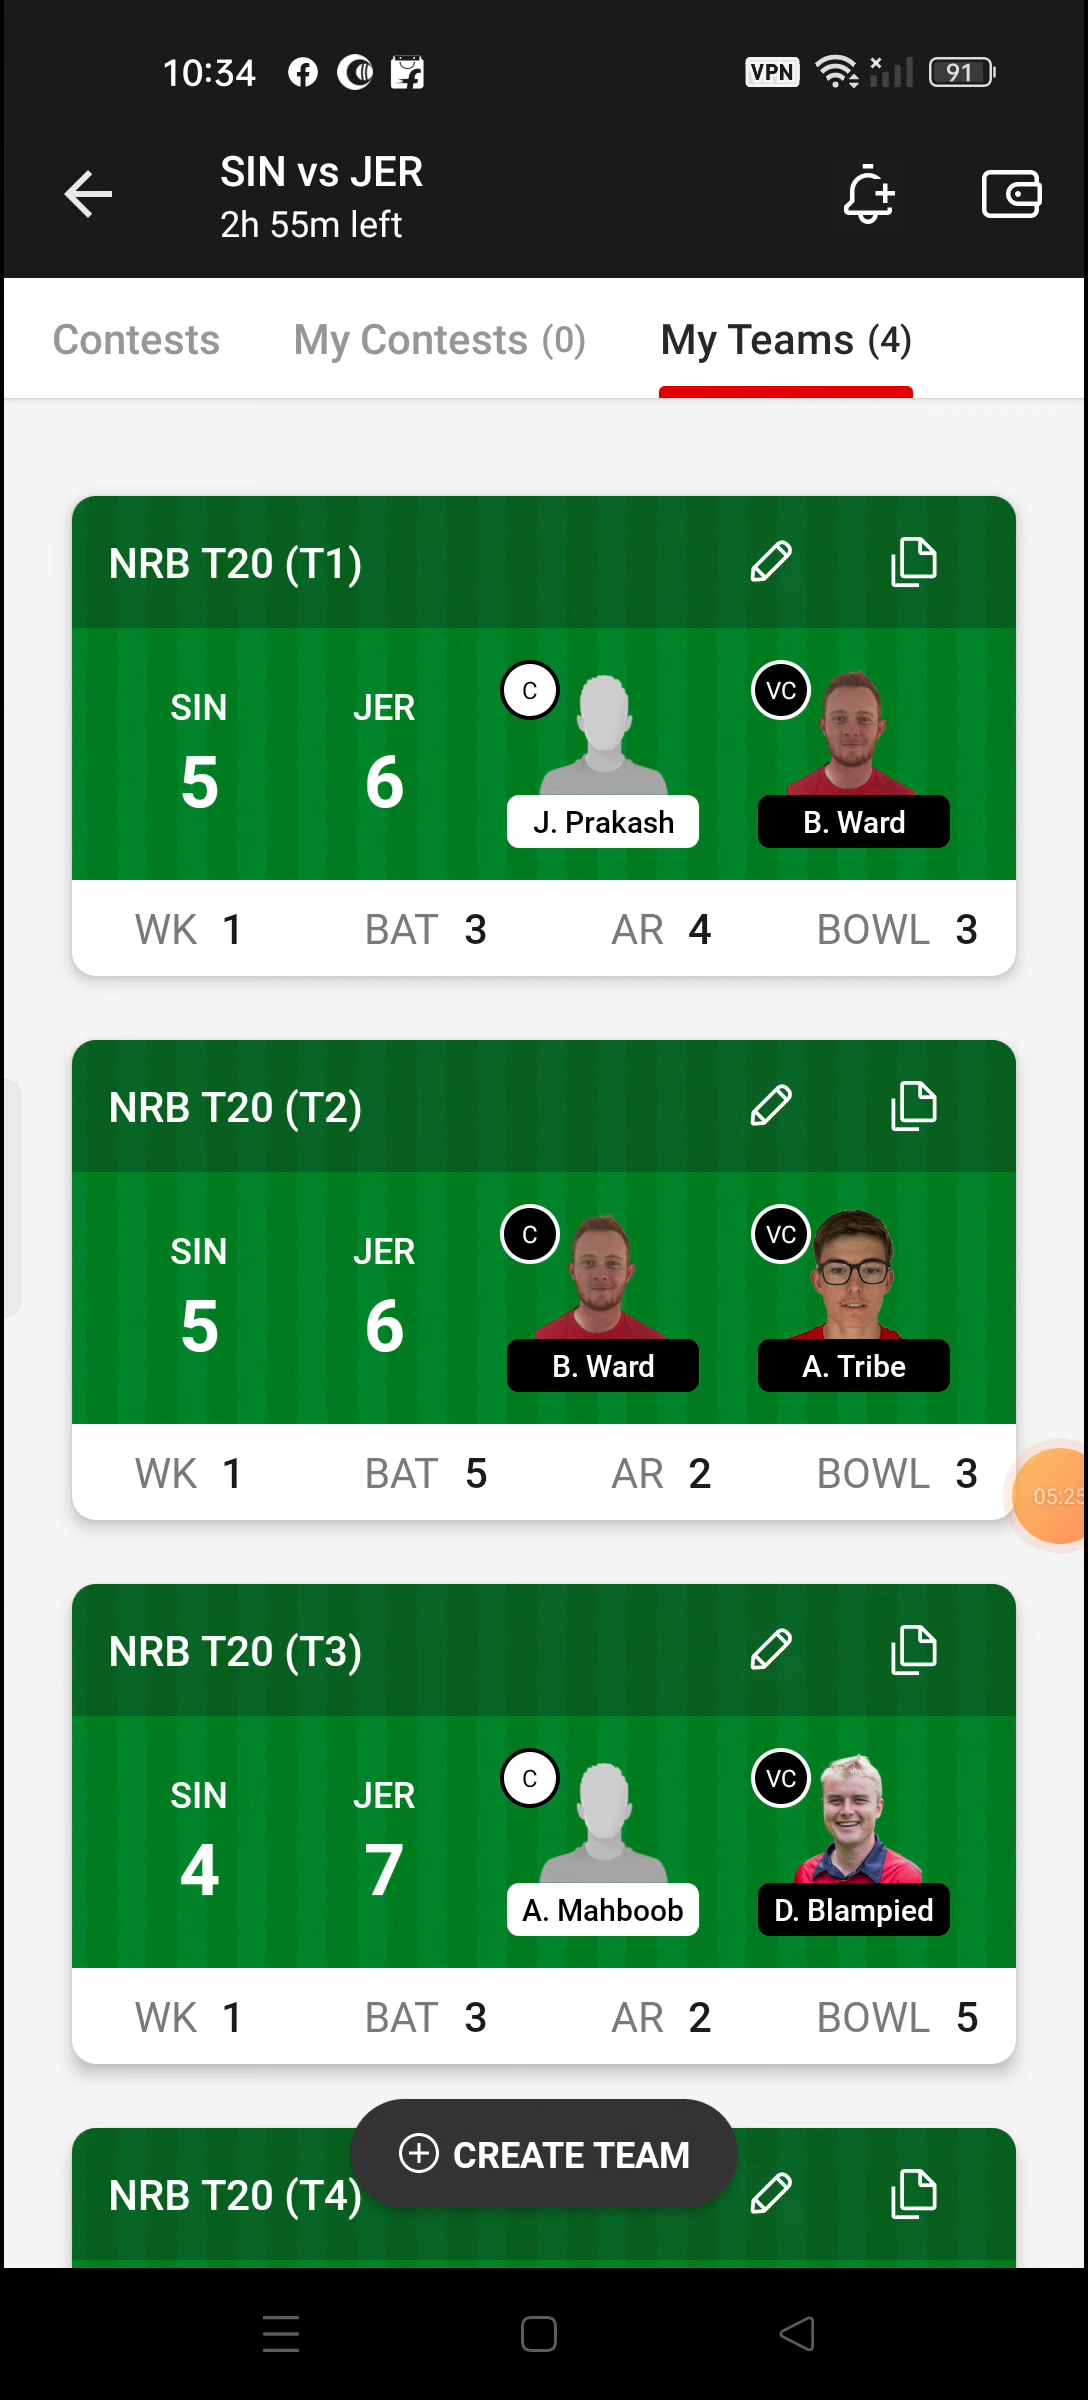 10:34 VPN 91
SIN vs JER
2h 55m left
Contests My Contests (0) My Teams (4)
NRB T20 (T1)
SIN JER C VC
5 6
J. Prakash B. Ward
WK 1 BAT 3 AR 4 BOWL 3
NRB T20 (T2)
SIN JER C VC
5 6
B. Ward A. Tribe
WK 1 BAT 5 AR 2 BOWL 3
05:25
NRB T20 (T3)
SIN JER C VC
4 7
A. Mahboob D. Blampied
WK 1 BAT 3 AR 2 BOWL 5
CREATE TEAM
NRB T20 (T4)